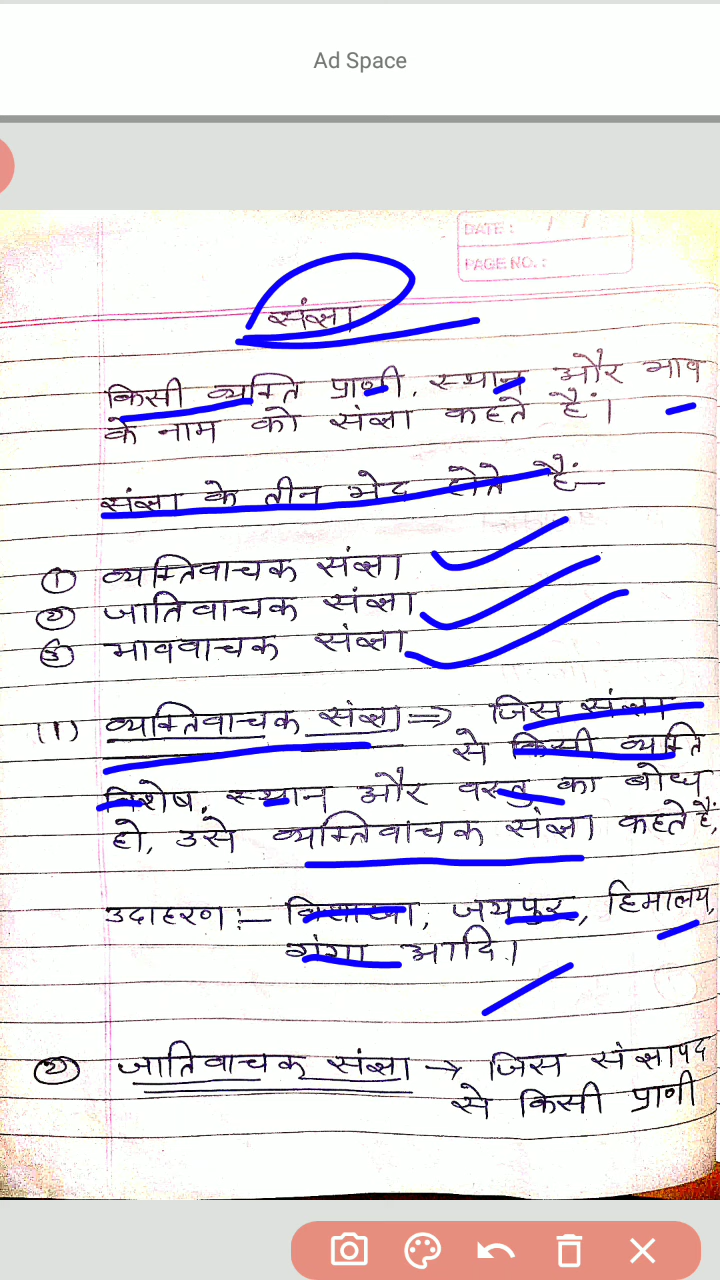 Ad Space
DATE: / /
PAGE NO.:
संज्ञा
किसी व्यक्ति प्राणी, स्थान और भाव
के नाम को संज्ञा कहते हैं।
संज्ञा के तीन भेद होते हैं-
① व्यक्तिवाचक संज्ञा
② जातिवाचक संज्ञा
③ भाववाचक संज्ञा
(1) व्यक्तिवाचक संज्ञा ⇒ जिस संज्ञा
से किसी व्यक्ति
विशेष, स्थान और वस्तु का बोध
हो, उसे व्यक्तिवाचक संज्ञा कहते हैं,
उदाहरण :- जयपुर, हिमालय,
गंगा आदि।
② जातिवाचक संज्ञा → जिस संज्ञापद
से किसी प्राणी